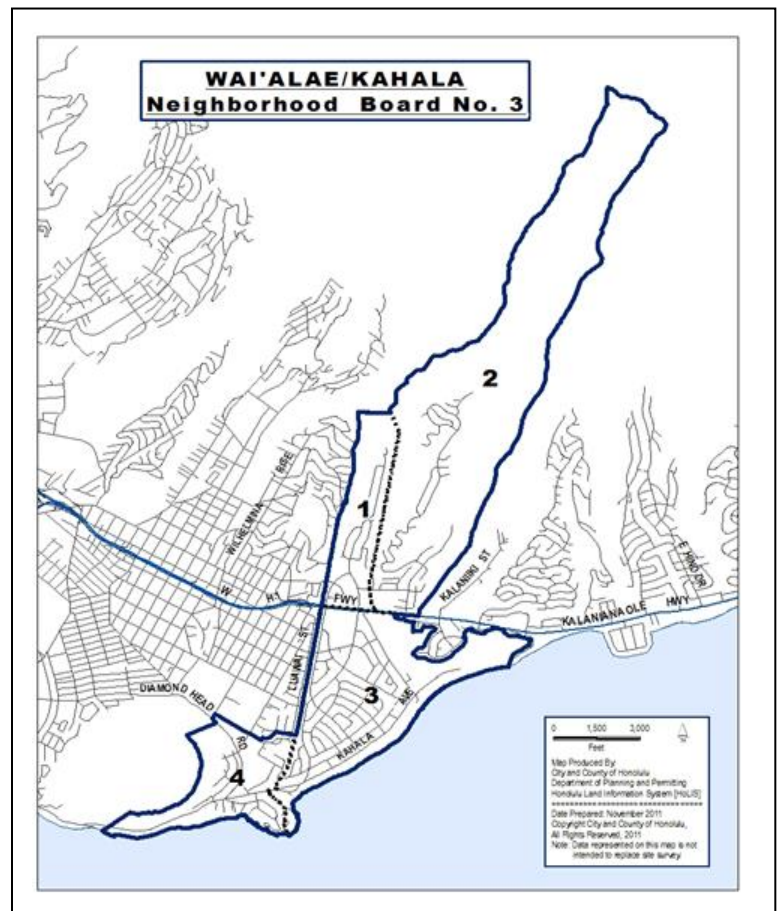 WAI'ALAE/KAHALA
Neighborhood Board No. 3
2
1
WILHELMINA
RISE
W
H1
FWY
KALANIIKI ST
E HIND DR
KALANIANAOLE
HWY
LUAWAI ST
DIAMOND HEAD
RD
3
KAHALA
AVE
4
0 1,500 3,000
Feet
Map Produced By:
City and County of Honolulu
Department of Planning and Permitting
Honolulu Land Information System [HoLIS]
Date Prepared: November 2011
Copyright City and County of Honolulu,
All Rights Reserved, 2011
Note: Data represented on this map is not
intended to replace site survey.